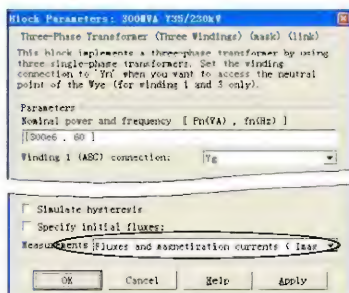 Block Parameters: 300MVA Y35/230kV
Three-Phase Transformer (Three Windings) (mask) (link)
This block implements a three-phase transformer by using
three single-phase transformers. Set the winding
connection to 'Yn' when you want to access the neutral
point of the Wye (for winding 1 and 3 only).
Parameters
Nominal power and frequency [ Pn(VA) , fn(Hz) ]
[300e6 , 60 ]
Winding 1 (ABC) connection: Yg
Simulate hysteresis
Specify initial fluxes:
Measurements Fluxes and magnetization currents ( Imag
OK Cancel Help Apply